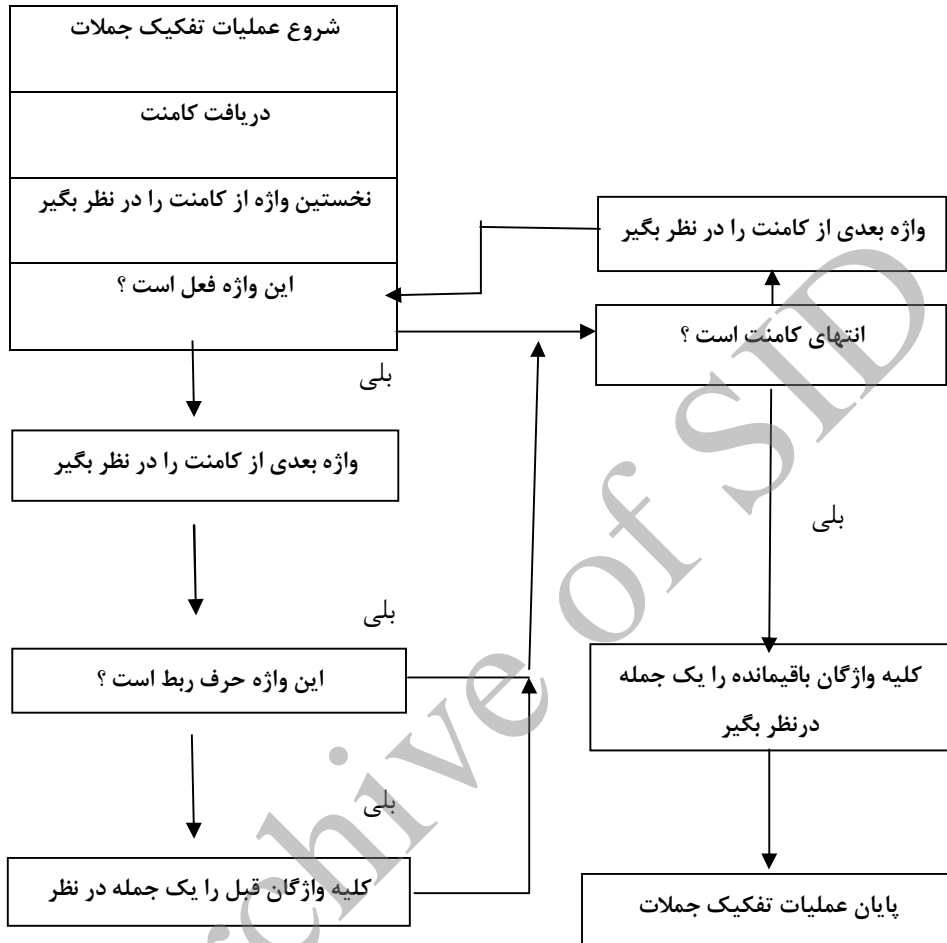 شروع عملیات تفکیک جملات
دریافت کامنت
نخستین واژه از کامنت را در نظر بگیر
این واژه فعل است ؟
بلی
واژه بعدی از کامنت را در نظر بگیر
بلی
این واژه حرف ربط است ؟
بلی
کلیه واژگان قبل را یک جمله در نظر
واژه بعدی از کامنت را در نظر بگیر
انتهای کامنت است ؟
بلی
کلیه واژگان باقیمانده را یک جمله
درنظر بگیر
پایان عملیات تفکیک جملات
Archive of SID